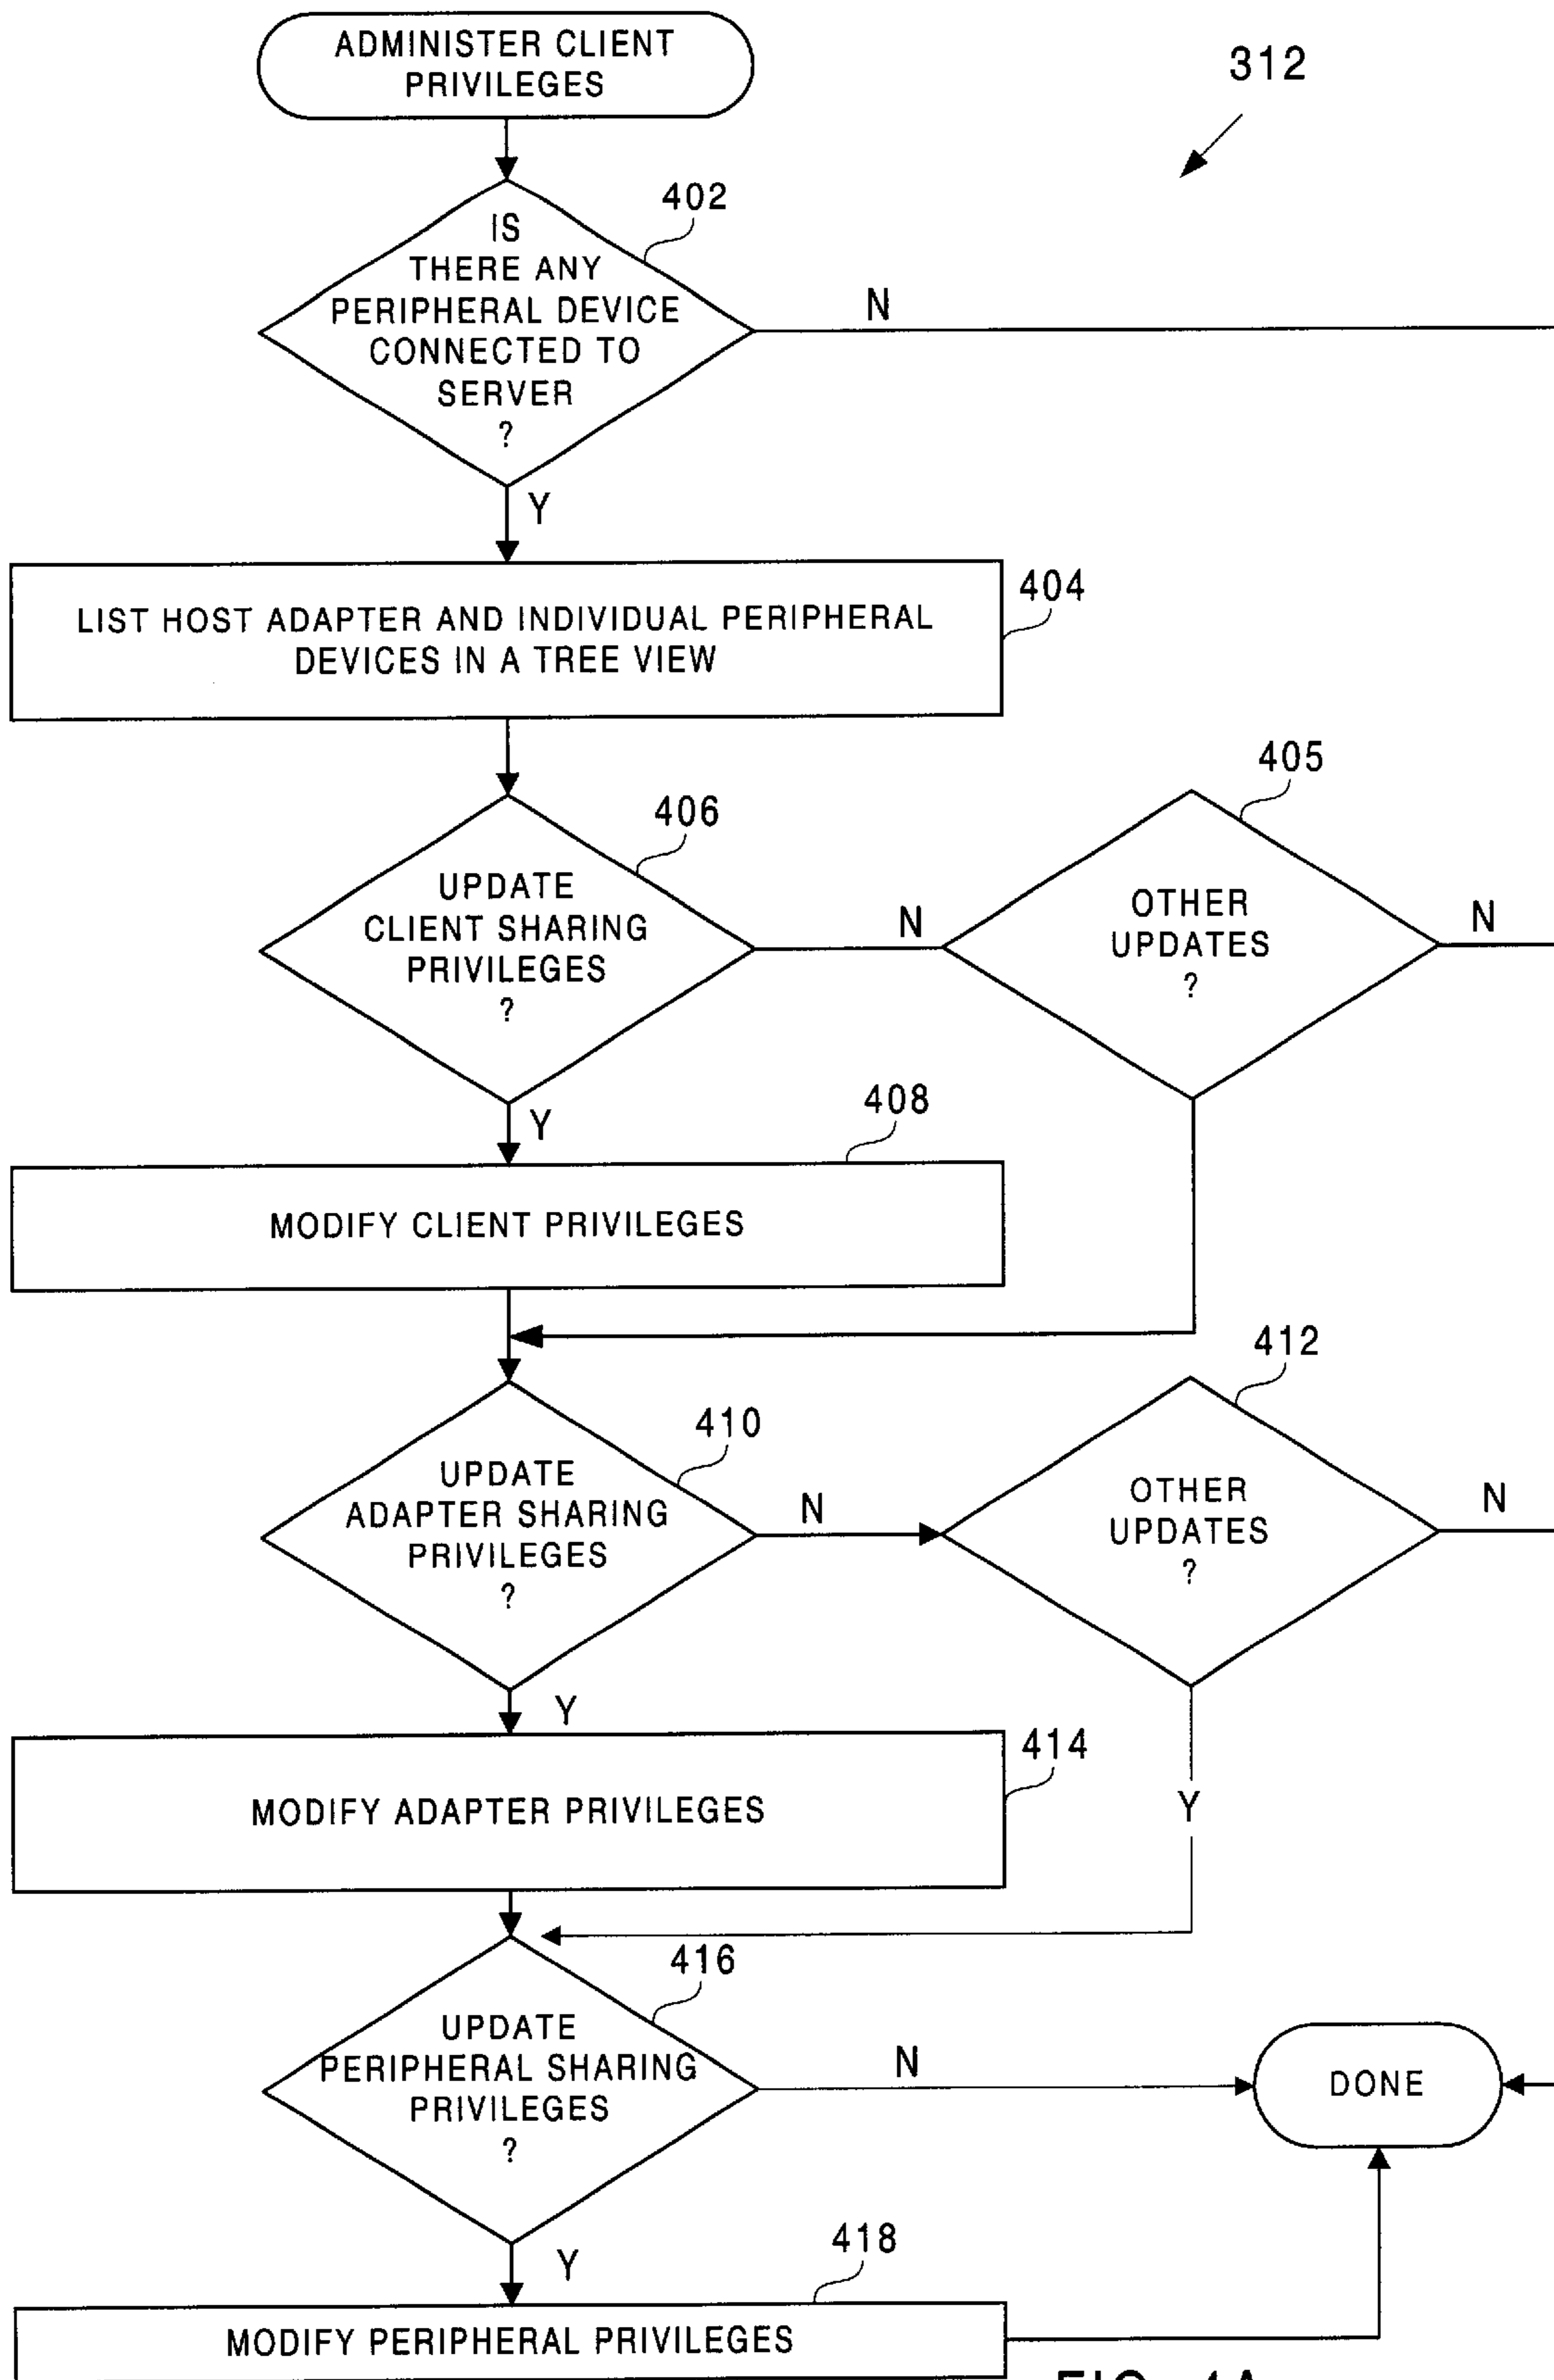 ADMINISTER CLIENT
PRIVILEGES
312
402
IS
THERE ANY
PERIPHERAL DEVICE
CONNECTED TO
SERVER
?
N
Y
404
LIST HOST ADAPTER AND INDIVIDUAL PERIPHERAL
DEVICES IN A TREE VIEW
406
UPDATE
CLIENT SHARING
PRIVILEGES
?
N
405
OTHER
UPDATES
?
N
Y
408
MODIFY CLIENT PRIVILEGES
410
UPDATE
ADAPTER SHARING
PRIVILEGES
?
N
412
OTHER
UPDATES
?
N
Y
Y
414
MODIFY ADAPTER PRIVILEGES
416
UPDATE
PERIPHERAL SHARING
PRIVILEGES
?
N
DONE
Y
418
MODIFY PERIPHERAL PRIVILEGES
FIG. 4A